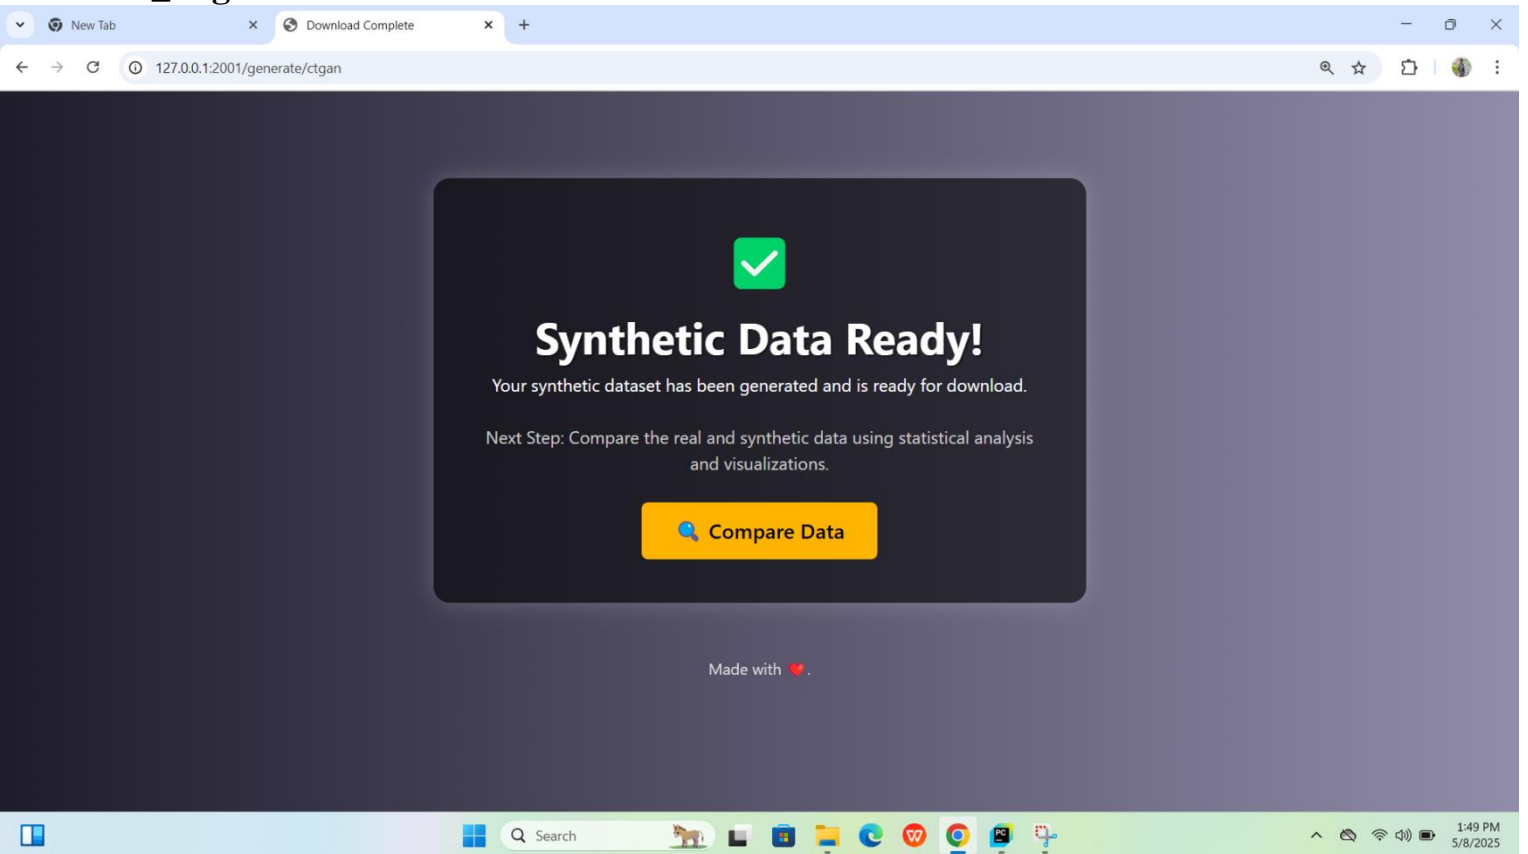 New Tab
Download Complete
127.0.0.1:2001/generate/ctgan
Synthetic Data Ready!
Your synthetic dataset has been generated and is ready for download.
Next Step: Compare the real and synthetic data using statistical analysis
and visualizations.
Compare Data
Made with ❤️.
Search
PC
1:49 PM
5/8/2025